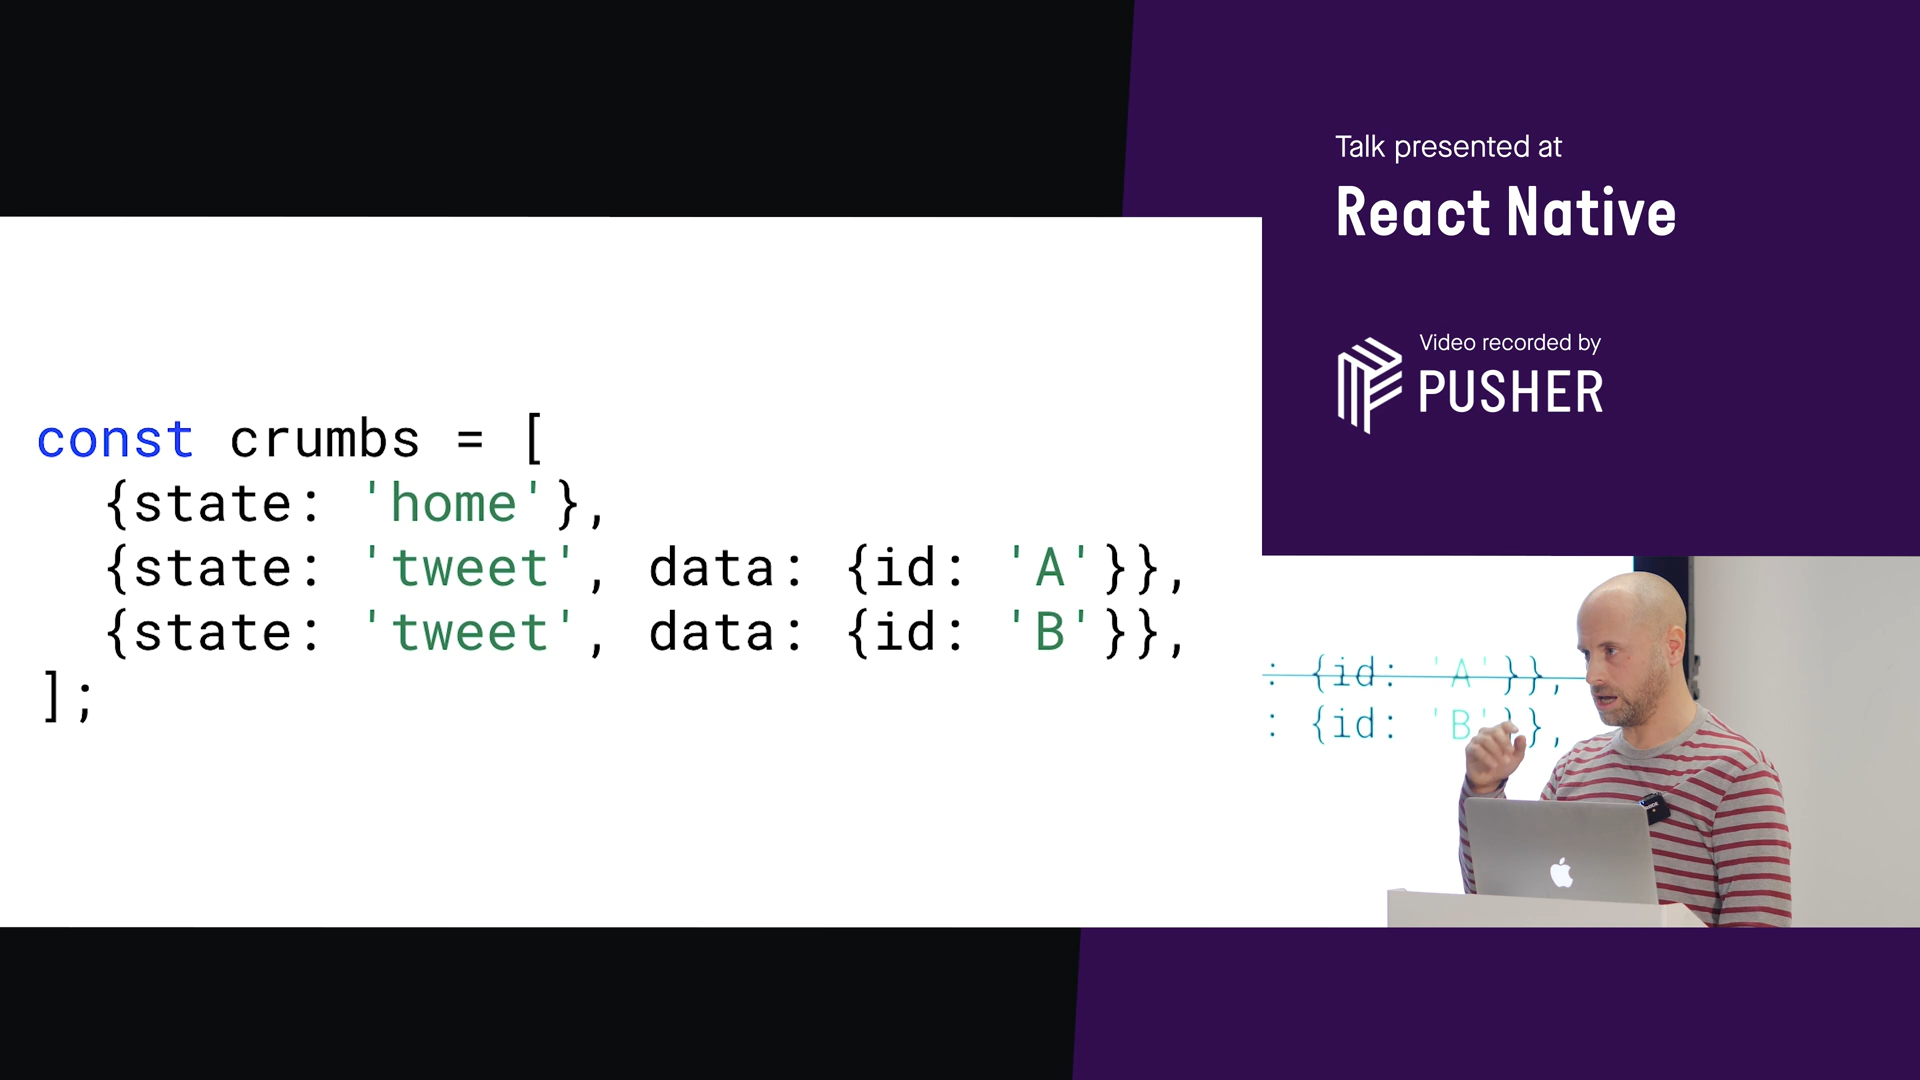 const crumbs = [
{state: 'home'},
{state: 'tweet', data: {id: 'A'}},
{state: 'tweet', data: {id: 'B'}},
];
Talk presented at
React Native
Video recorded by
PUSHER
: {id: 'A'}},
: {id: 'B'}},